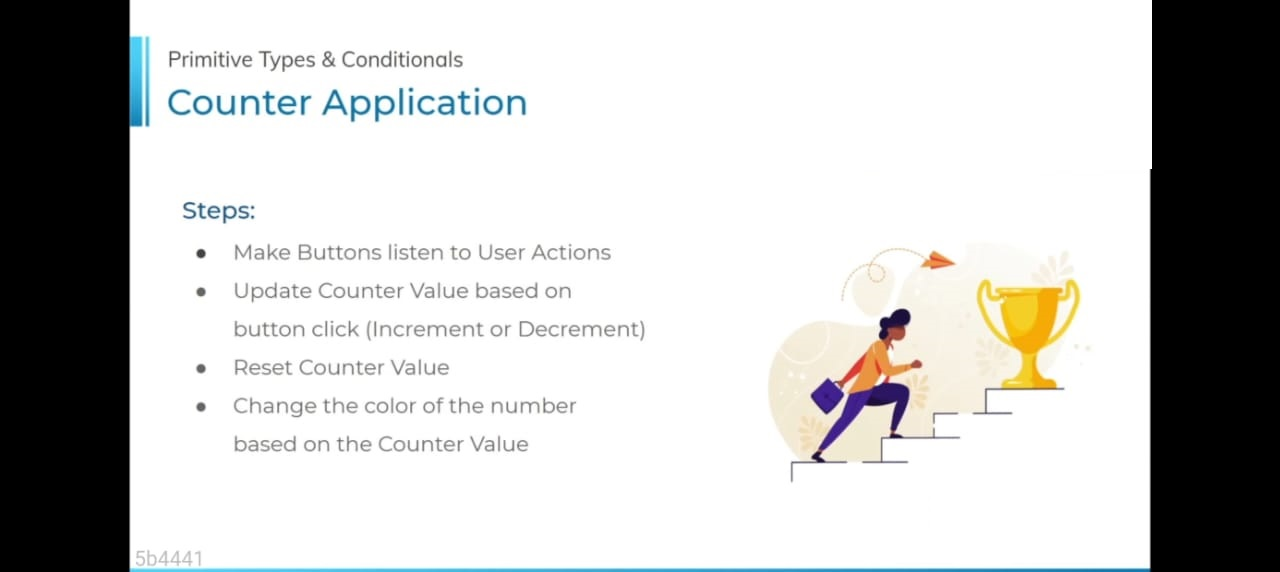 Primitive Types & Conditionals
Counter Application
Steps:
● Make Buttons listen to User Actions
● Update Counter Value based on
button click (Increment or Decrement)
● Reset Counter Value
● Change the color of the number
based on the Counter Value
5b4441